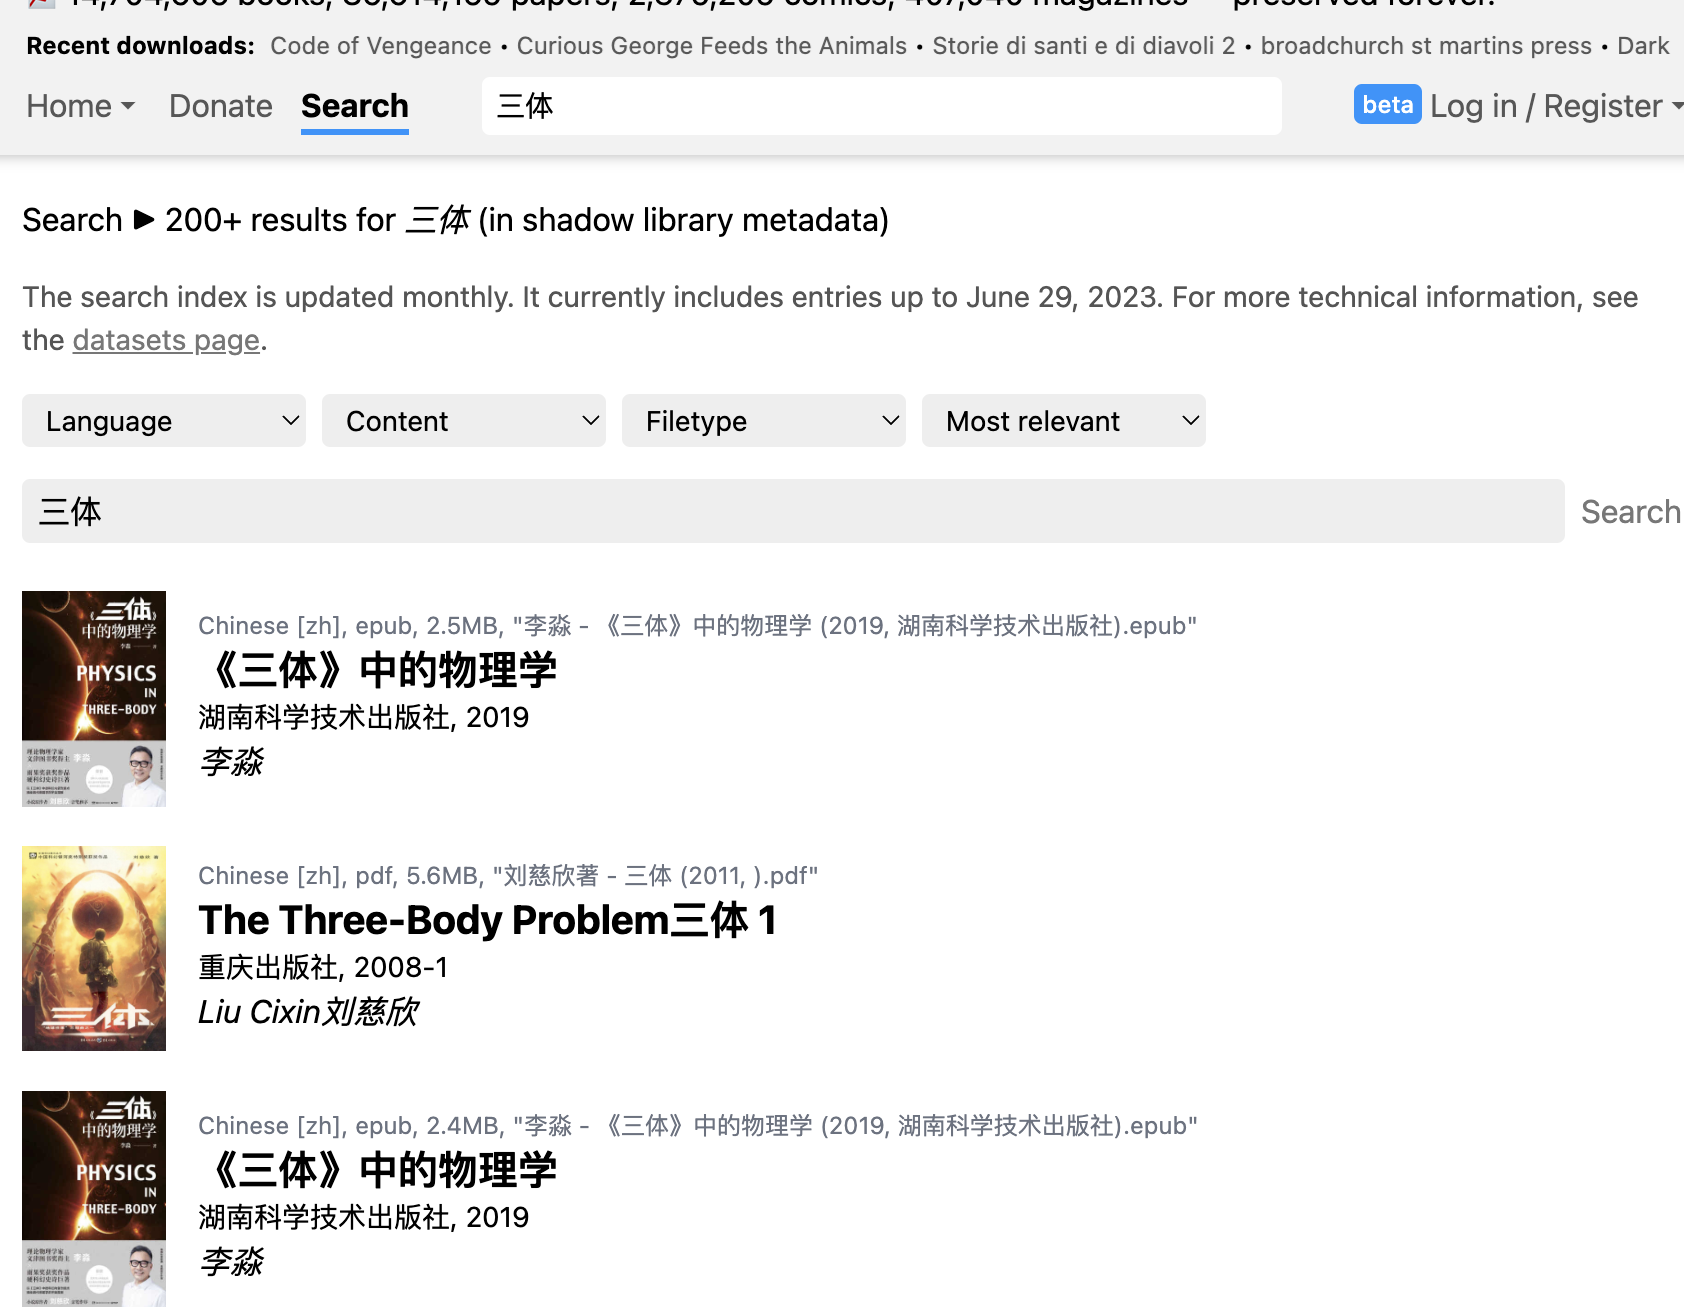 14,764,
Recent downloads: Code of Vengeance • Curious George Feeds the Animals • Storie di santi e di diavoli 2 • broadchurch st martins press • Dark
Home Donate Search 三体 beta Log in / Register
Search ▶ 200+ results for 三体 (in shadow library metadata)
The search index is updated monthly. It currently includes entries up to June 29, 2023. For more technical information, see
the datasets page.
Language Content Filetype Most relevant
三体 Search
《三体》
中的物理学
PHYSICS
IN
THREE-BODY
Chinese [zh], epub, 2.5MB, "李淼 - 《三体》中的物理学 (2019, 湖南科学技术出版社).epub"
《三体》中的物理学
湖南科学技术出版社, 2019
李淼
三体
Chinese [zh], pdf, 5.6MB, "刘慈欣著 - 三体 (2011, ).pdf"
The Three-Body Problem三体 1
重庆出版社, 2008-1
Liu Cixin刘慈欣
《三体》
中的物理学
PHYSICS
IN
THREE-BODY
Chinese [zh], epub, 2.4MB, "李淼 - 《三体》中的物理学 (2019, 湖南科学技术出版社).epub"
《三体》中的物理学
湖南科学技术出版社, 2019
李淼